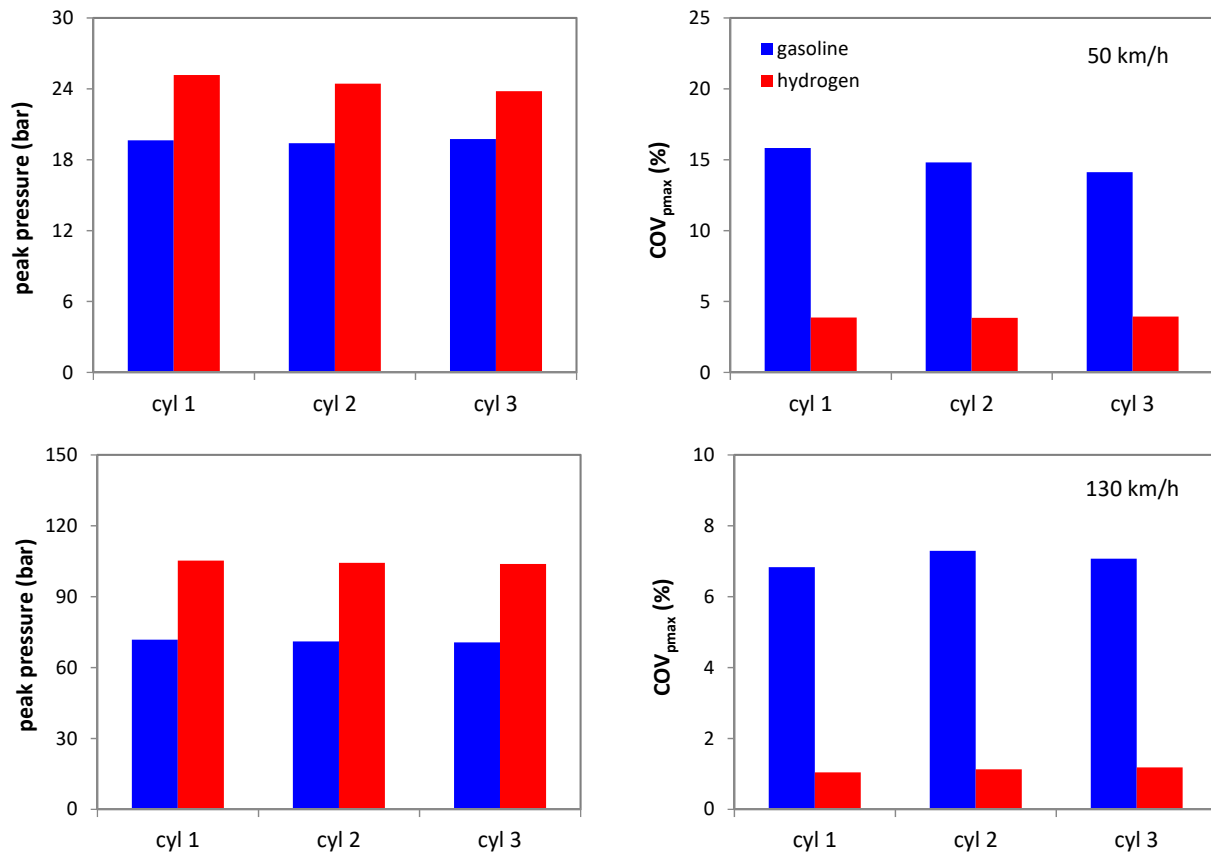 peak pressure (bar)
30
24
18
12
6
0
cyl 1
cyl 2
cyl 3
COVpmax (%)
25
20
15
10
5
0
gasoline
hydrogen
50 km/h
cyl 1
cyl 2
cyl 3
peak pressure (bar)
150
120
90
60
30
0
cyl 1
cyl 2
cyl 3
COVpmax (%)
10
8
6
4
2
0
130 km/h
cyl 1
cyl 2
cyl 3